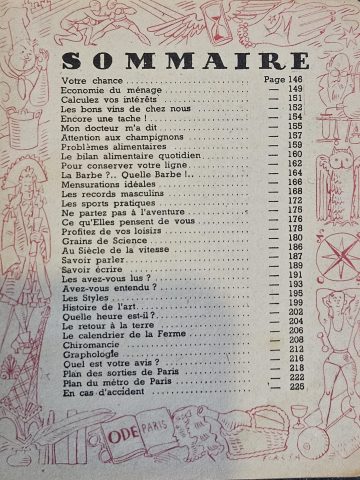 SOMMAIRE
Votre chance .......... Page 146
Economie du ménage .......... — 149
Calculez vos intérêts .......... — 151
Les bons vins de chez nous .......... — 152
Encore une tache ! .......... — 154
Mon docteur m'a dit .......... — 155
Attention aux champignons .......... — 157
Problèmes alimentaires .......... — 159
Le bilan alimentaire quotidien .......... — 160
Pour conserver votre ligne .......... — 162
La Barbe ?.. Quelle Barbe !.. .......... — 164
Mensurations idéales .......... — 166
Les records masculins .......... — 168
Les sports pratiques .......... — 172
Ne partez pas à l'aventure .......... — 175
Ce qu'Elles pensent de vous .......... — 176
Profitez de vos loisirs .......... — 178
Grains de Science .......... — 180
Au Siècle de la vitesse .......... — 186
Savoir parler .......... — 187
Savoir écrire .......... — 189
Les avez-vous lus ? .......... — 191
Avez-vous entendu ? .......... — 193
Les Styles .......... — 195
Histoire de l'art .......... — 199
Quelle heure est-il ? .......... — 202
Le retour à la terre .......... — 204
Le calendrier de la Ferme .......... — 206
Chiromancie .......... — 208
Graphologie .......... — 212
Quel est votre avis ? .......... — 216
Plan des sorties de Paris .......... — 218
Plan du métro de Paris .......... — 222
En cas d'accident .......... — 225
ODE PARIS